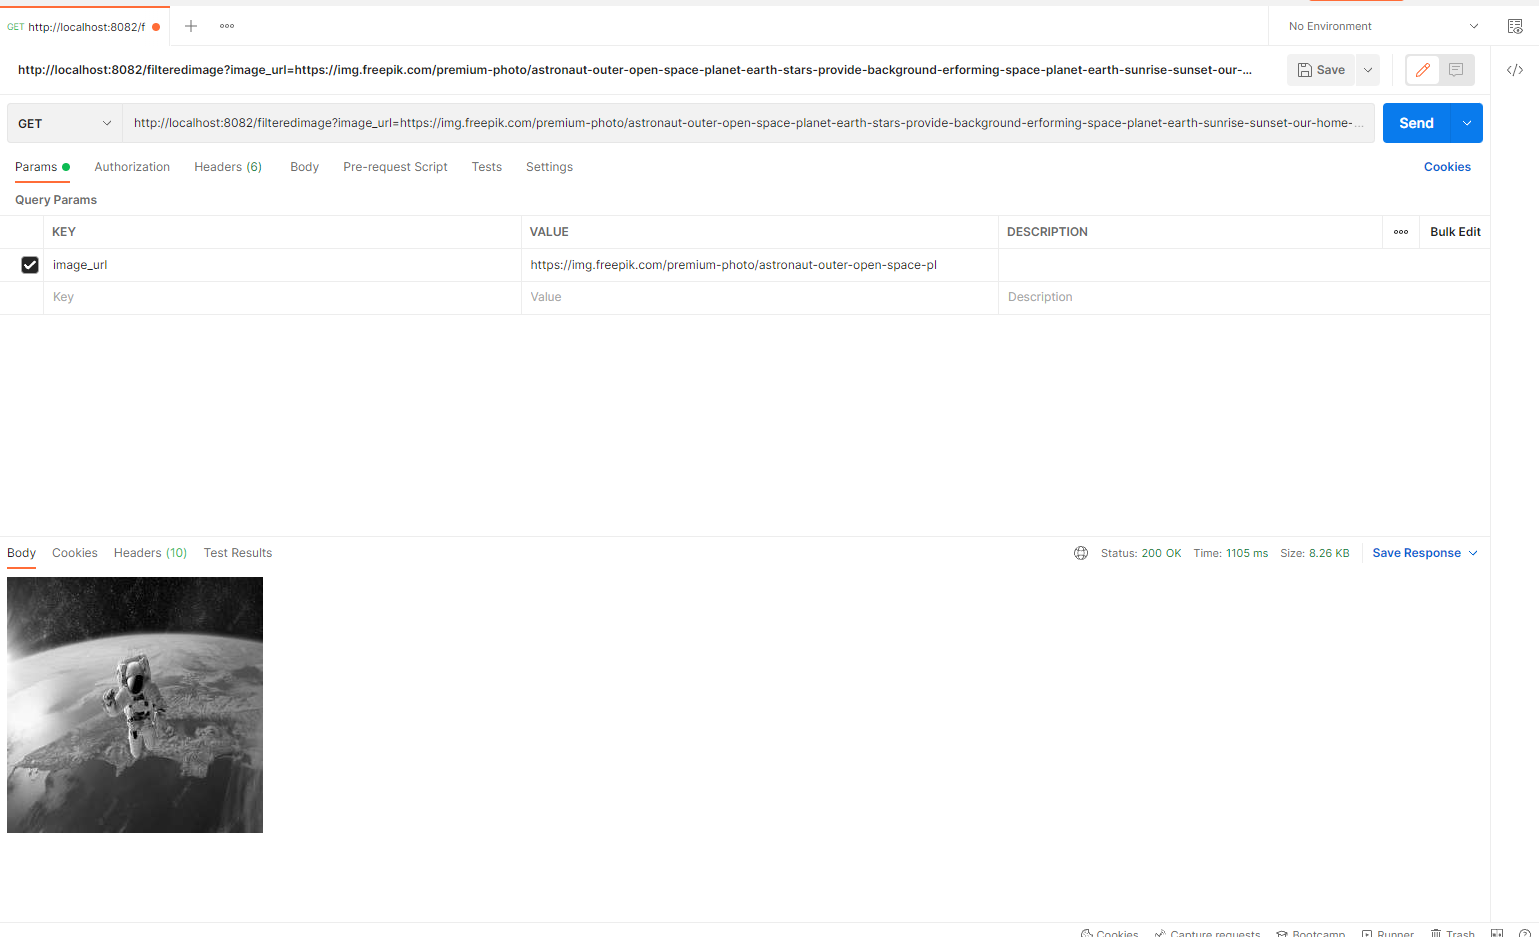 GET http://localhost:8082/f
No Environment
http://localhost:8082/filteredimage?image_url=https://img.freepik.com/premium-photo/astronaut-outer-open-space-planet-earth-stars-provide-background-erforming-space-planet-earth-sunrise-sunset-our-...
Save
GET http://localhost:8082/filteredimage?image_url=https://img.freepik.com/premium-photo/astronaut-outer-open-space-planet-earth-stars-provide-background-erforming-space-planet-earth-sunrise-sunset-our-home-... Send
Params Authorization Headers (6) Body Pre-request Script Tests Settings Cookies
Query Params
KEY VALUE DESCRIPTION Bulk Edit
image_url https://img.freepik.com/premium-photo/astronaut-outer-open-space-pl
Key Value Description
Body Cookies Headers (10) Test Results Status: 200 OK Time: 1105 ms Size: 8.26 KB Save Response
Cookies Capture requests Bootcamp Runner Trash